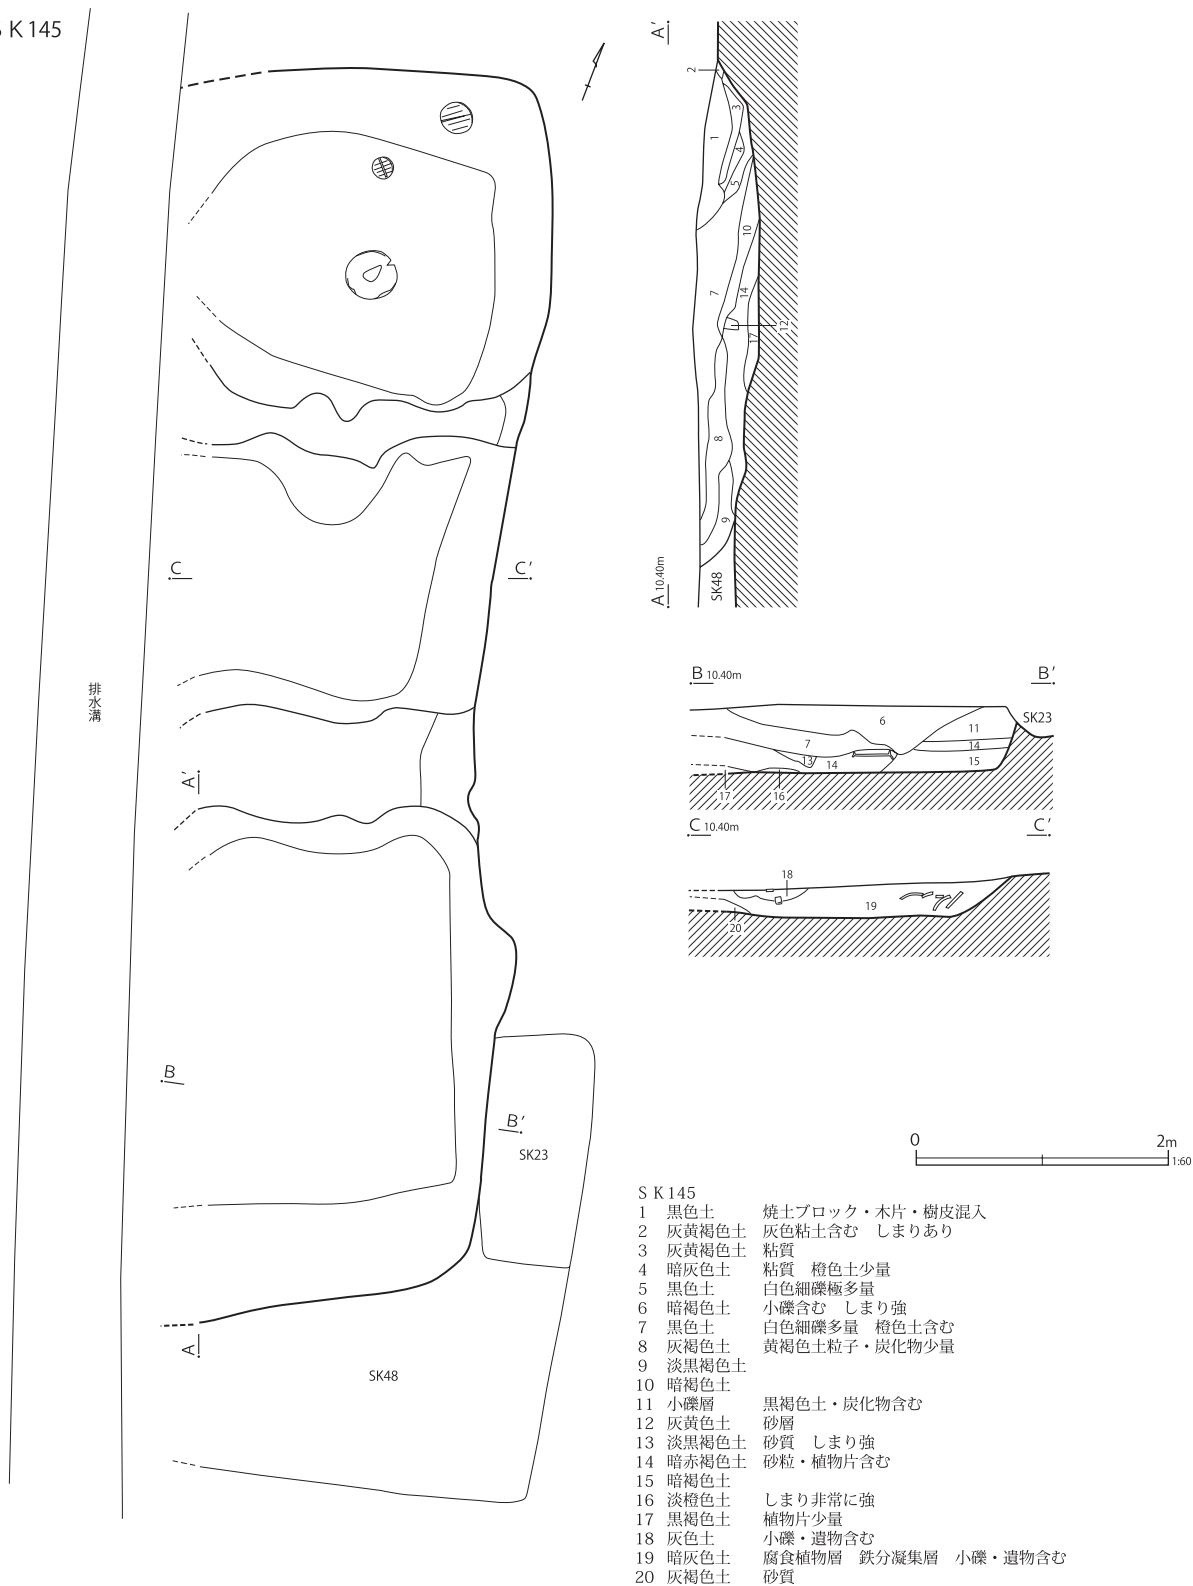 S K 145
排水溝
C
C′
A′
B
B′
SK23
A
SK48
A′
2
3
1
4
5
10
7
14
12
17
8
9
A 10.40m
SK48
B 10.40m
B′
SK23
6
11
7
14
13
14
15
17
16
C 10.40m
C′
18
19
20
0
2m
1:60
S K 145
1 黒色土 焼土ブロック・木片・樹皮混入
2 灰黄褐色土 灰色粘土含む しまりあり
3 灰黄褐色土 粘質
4 暗灰色土 粘質 橙色土少量
5 黒色土 白色細礫極多量
6 暗褐色土 小礫含む しまり強
7 黒色土 白色細礫多量 橙色土含む
8 灰褐色土 黄褐色土粒子・炭化物少量
9 淡黒褐色土
10 暗褐色土
11 小礫層 黒褐色土・炭化物含む
12 灰黄色土 砂層
13 淡黒褐色土 砂質 しまり強
14 暗赤褐色土 砂粒・植物片含む
15 暗褐色土
16 淡橙色土 しまり非常に強
17 黒褐色土 植物片少量
18 灰色土 小礫・遺物含む
19 暗灰色土 腐食植物層 鉄分凝集層 小礫・遺物含む
20 灰褐色土 砂質